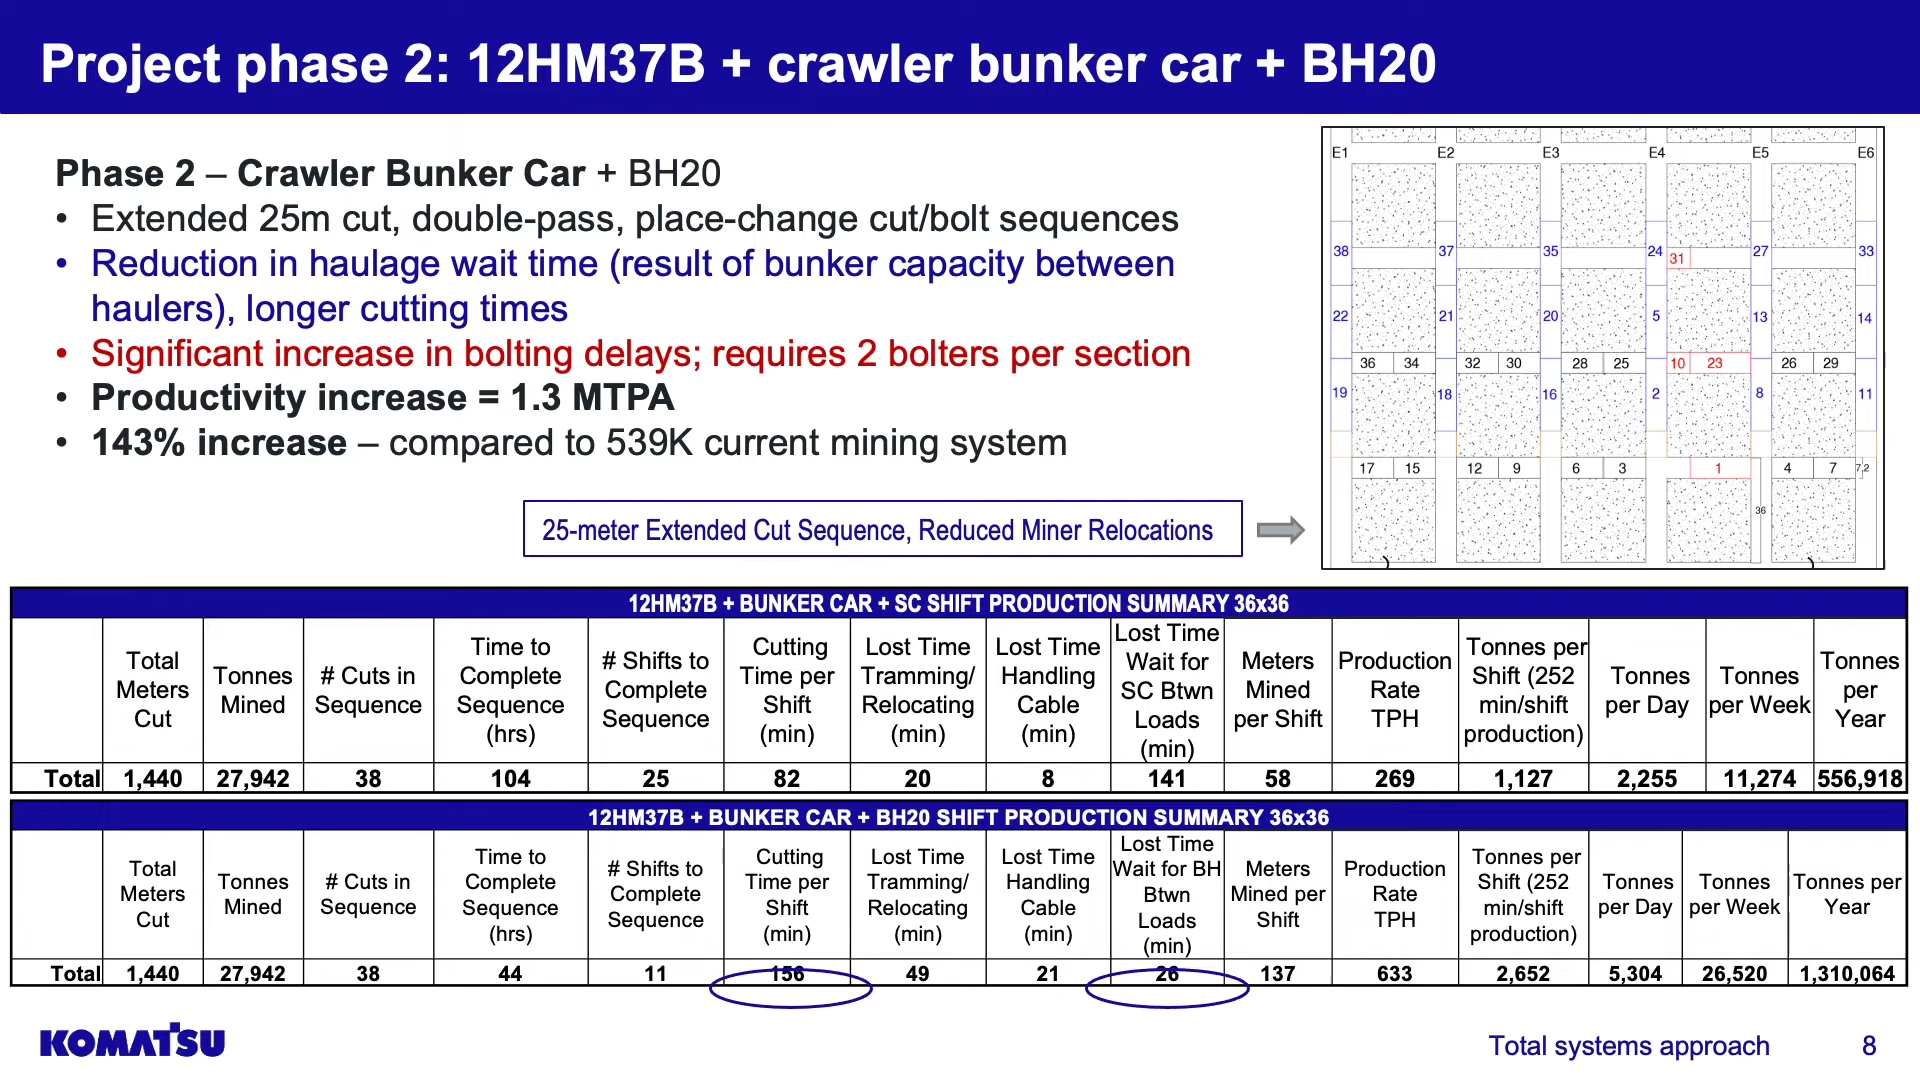 Project phase 2: 12HM37B + crawler bunker car + BH20
Phase 2 – Crawler Bunker Car + BH20
• Extended 25m cut, double-pass, place-change cut/bolt sequences
• Reduction in haulage wait time (result of bunker capacity between
haulers), longer cutting times
• Significant increase in bolting delays; requires 2 bolters per section
• Productivity increase = 1.3 MTPA
• 143% increase – compared to 539K current mining system
25-meter Extended Cut Sequence, Reduced Miner Relocations
E1 E2 E3 E4 E5 E6
38 37 35 24 31 27 33
22 21 20 5 13 14
36 34 32 30 28 25 10 23 26 29
19 18 16 2 8 11
17 15 12 9 6 3 1 4 7 7.2
36
12HM37B + BUNKER CAR + SC SHIFT PRODUCTION SUMMARY 36x36
Total Meters Cut
Tonnes Mined
# Cuts in Sequence
Time to Complete Sequence (hrs)
# Shifts to Complete Sequence
Cutting Time per Shift (min)
Lost Time Tramming/ Relocating (min)
Lost Time Handling Cable (min)
Lost Time Wait for SC Btwn Loads (min)
Meters Mined per Shift
Production Rate TPH
Tonnes per Shift (252 min/shift production)
Tonnes per Day
Tonnes per Week
Tonnes per Year
Total 1,440 27,942 38 104 25 82 20 8 141 58 269 1,127 2,255 11,274 556,918
12HM37B + BUNKER CAR + BH20 SHIFT PRODUCTION SUMMARY 36x36
Total Meters Cut
Tonnes Mined
# Cuts in Sequence
Time to Complete Sequence (hrs)
# Shifts to Complete Sequence
Cutting Time per Shift (min)
Lost Time Tramming/ Relocating (min)
Lost Time Handling Cable (min)
Lost Time Wait for BH Btwn Loads (min)
Meters Mined per Shift
Production Rate TPH
Tonnes per Shift (252 min/shift production)
Tonnes per Day
Tonnes per Week
Tonnes per Year
Total 1,440 27,942 38 44 11 156 49 21 26 137 633 2,652 5,304 26,520 1,310,064
KOMATSU
Total systems approach 8